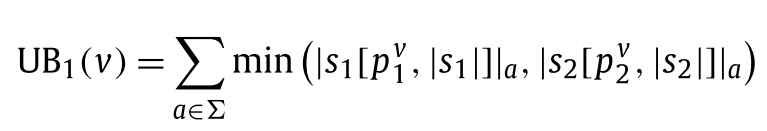 UB₁(v) = ∑_{a∈Σ} min (|s₁[p₁ᵛ, |s₁|]|ₐ, |s₂[p₂ᵛ, |s₂|]|ₐ)